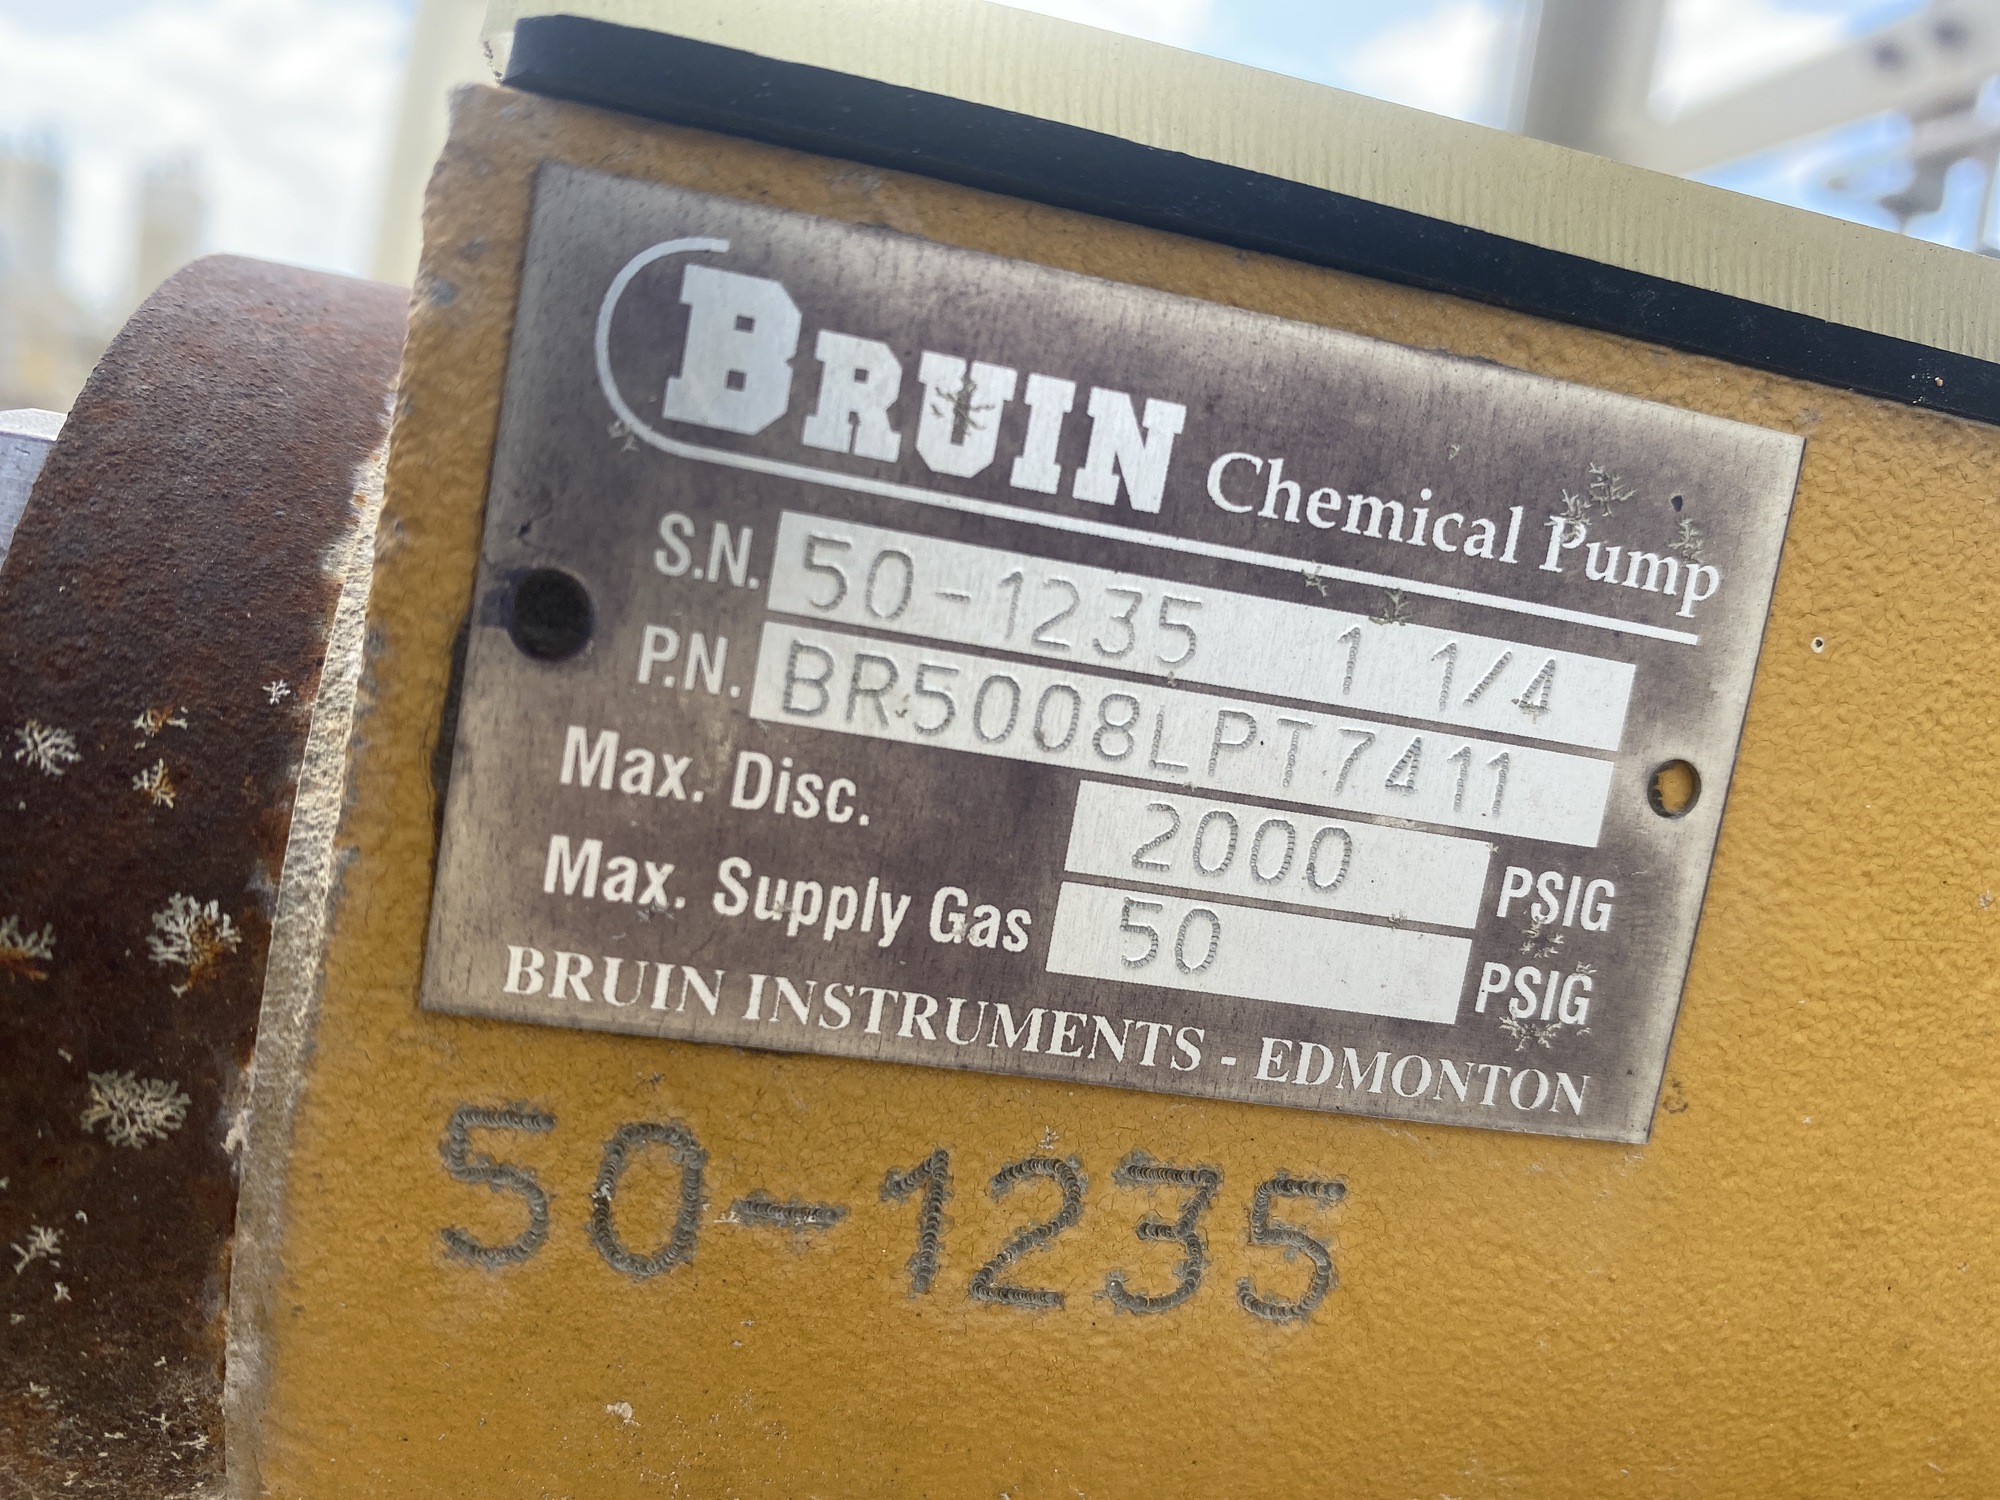 BRUIN Chemical Pump
S.N. 50-1235 1 1/4
P.N. BR5008LPT7411
Max. Disc. 2000 PSIG
Max. Supply Gas 50 PSIG
BRUIN INSTRUMENTS - EDMONTON
50-1235